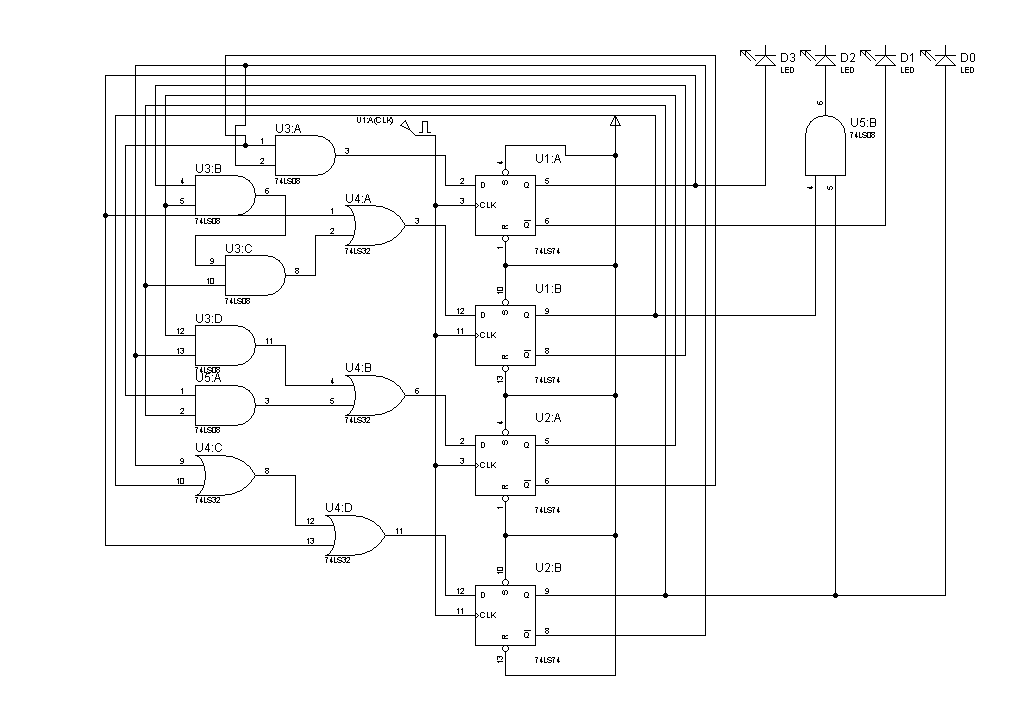 D3
LED
D2
LED
D1
LED
D0
LED
6
U5:B
74LS08
4
5
U1:A(CLK)
U3:A
1
2
3
74LS08
U3:B
4
5
6
74LS08
U4:A
1
2
3
74LS32
U3:C
9
10
8
74LS08
U3:D
12
13
11
74LS08
U5:A
1
2
3
74LS08
U4:B
4
5
6
74LS32
U4:C
9
10
8
74LS32
U4:D
12
13
11
74LS32
U1:A
4
2 D S Q 5
3 CLK
R Q 6
1
74LS74
U1:B
10
12 D S Q 9
11 CLK
R Q 8
13
74LS74
U2:A
4
2 D S Q 5
3 CLK
R Q 6
1
74LS74
U2:B
10
12 D S Q 9
11 CLK
R Q 8
13
74LS74